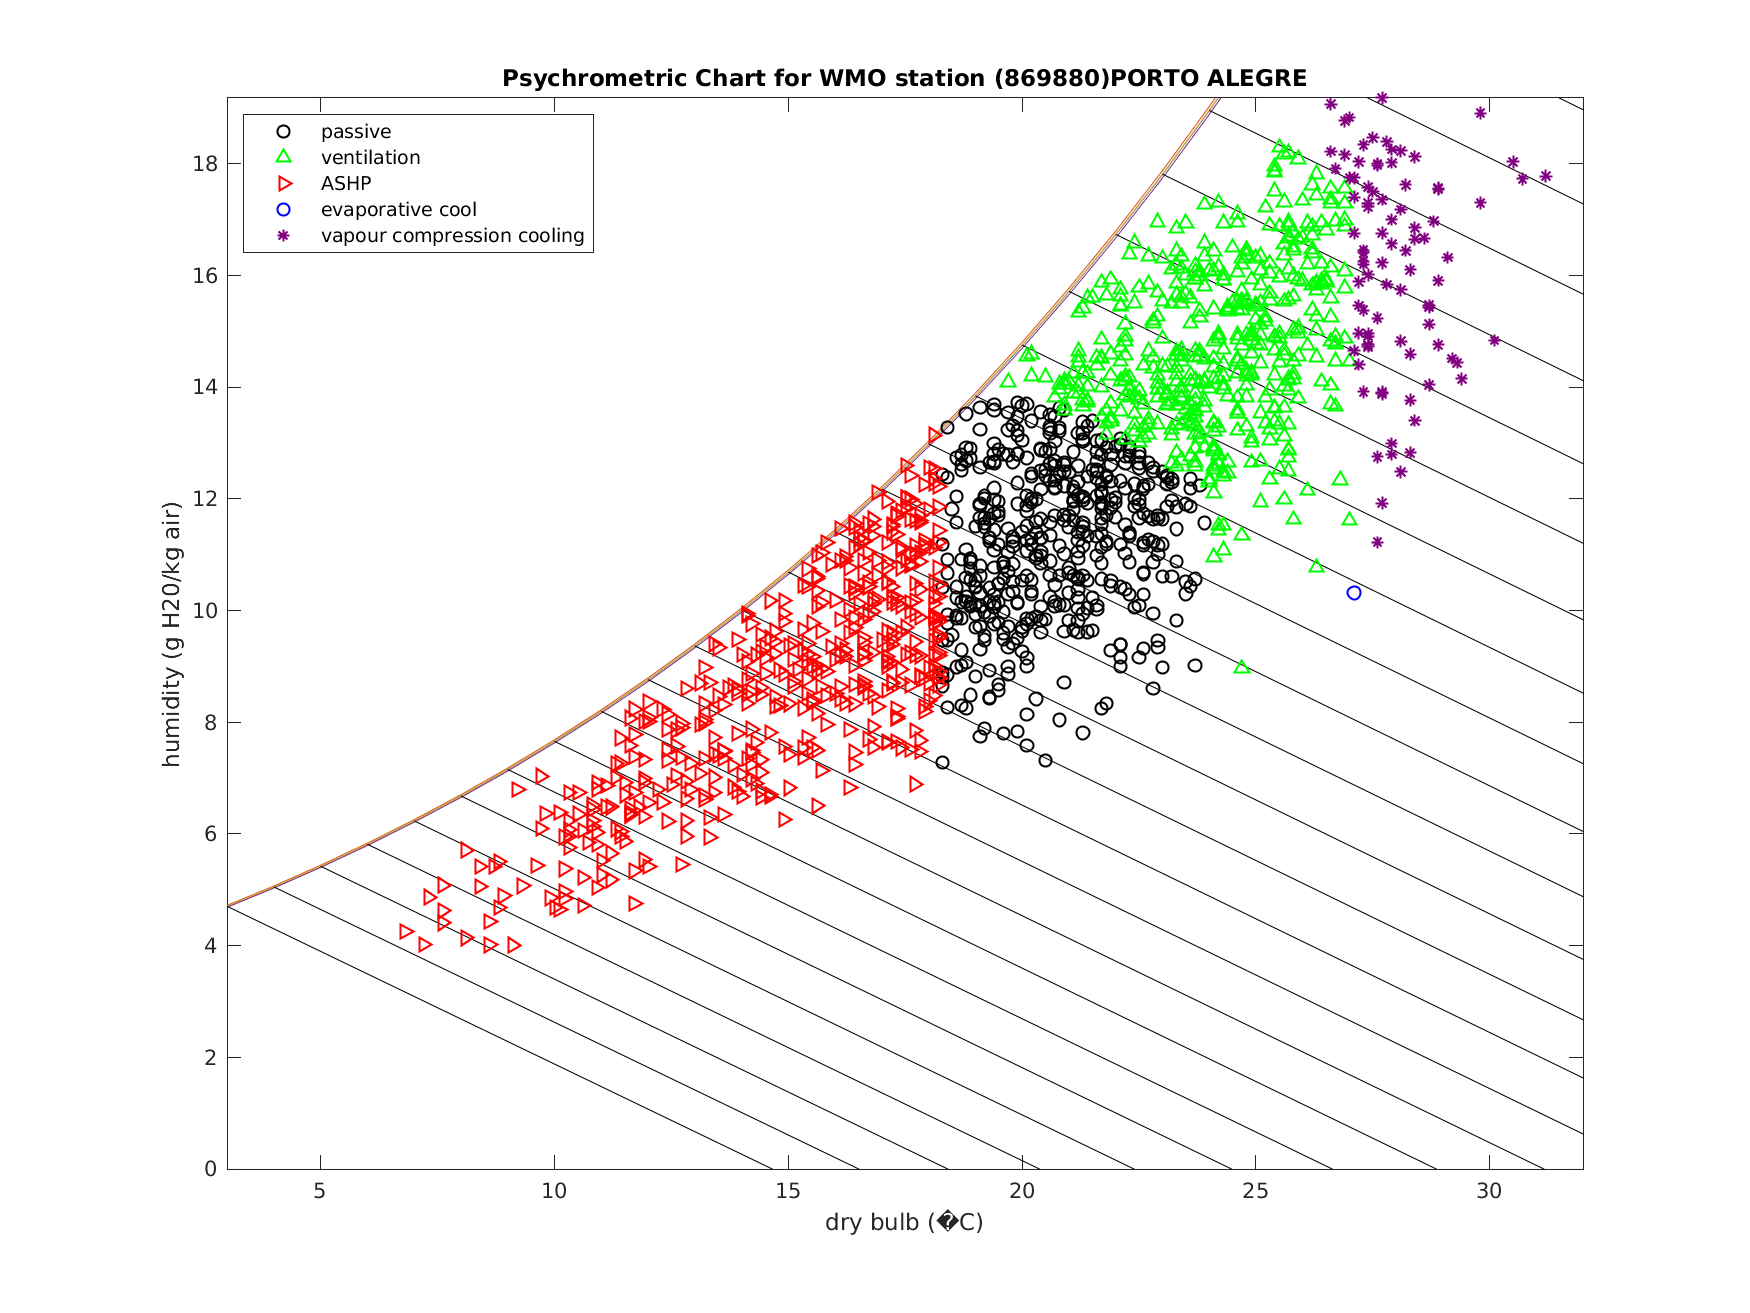 Psychrometric Chart for WMO station (869880)PORTO ALEGRE
passive
ventilation
ASHP
evaporative cool
vapour compression cooling
humidity (g H20/kg air)
18
16
14
12
10
8
6
4
2
0
5 10 15 20 25 30
dry bulb (�C)